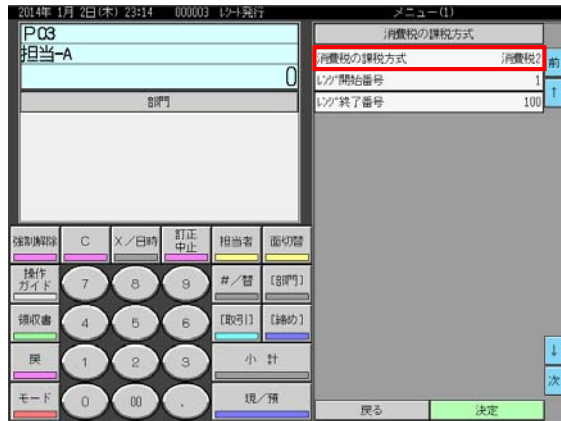 2014年 1月 2日(木) 23:14 000003 ﾚｼｰﾄ発行 メニュー(1)
P03
担当-A
0
部門
消費税の課税方式
消費税の課税方式 消費税2
ﾚﾝｼﾞ開始番号 1
ﾚﾝｼﾞ終了番号 100
前
↑
↓
次
強制解除 C ×/日時 訂正中止 担当者 面切替
操作ガイド 7 8 9 #/替 [部門]
領収書 4 5 6 [取引] [締め]
戻 1 2 3 小 計
モード 0 00 . 現/預
戻る 決定